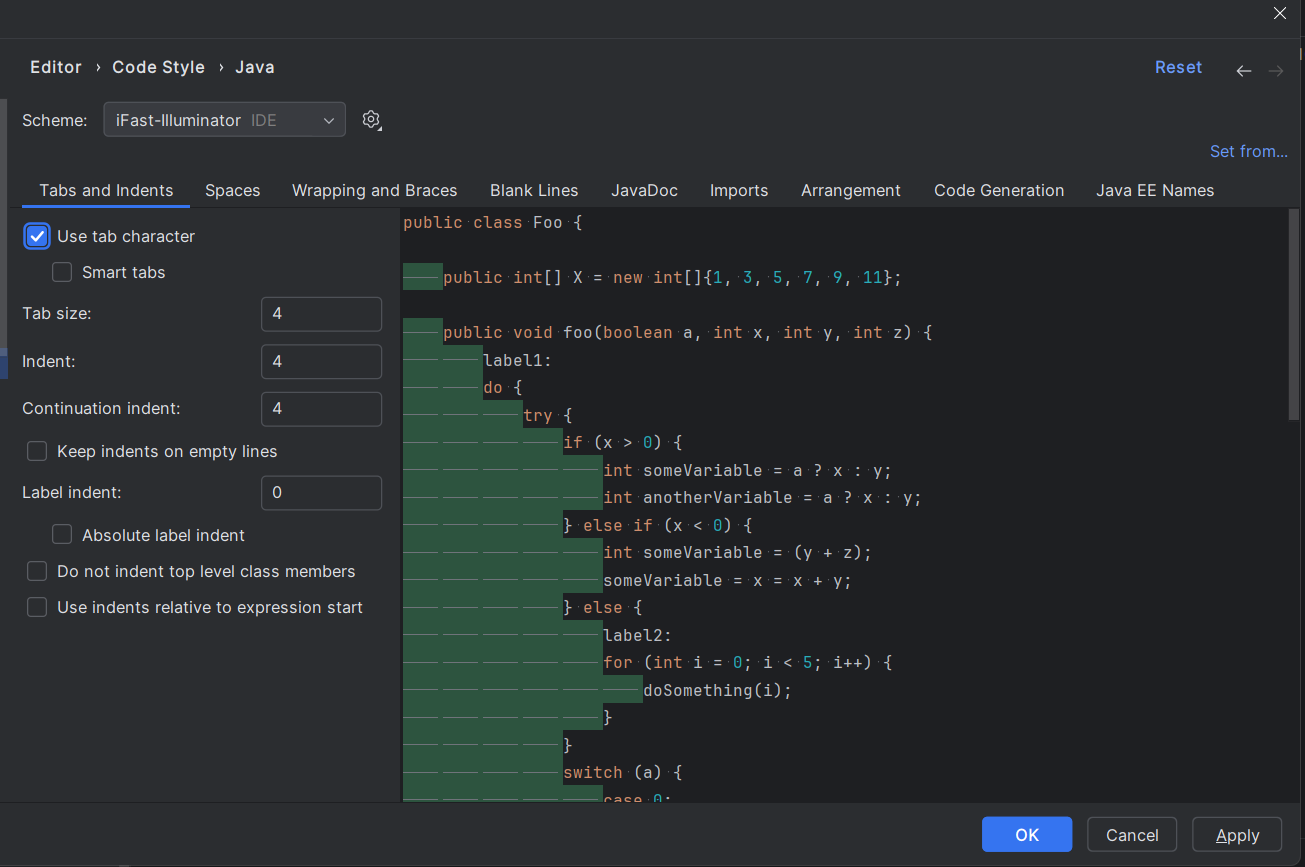 Editor › Code Style › Java
Reset
Scheme: iFast-Illuminator IDE
Set from...
Tabs and Indents Spaces Wrapping and Braces Blank Lines JavaDoc Imports Arrangement Code Generation Java EE Names
Use tab character
Smart tabs
Tab size: 4
Indent: 4
Continuation indent: 4
Keep indents on empty lines
Label indent: 0
Absolute label indent
Do not indent top level class members
Use indents relative to expression start
public class Foo {
public int[] X = new int[]{1, 3, 5, 7, 9, 11};
public void foo(boolean a, int x, int y, int z) {
label1:
do {
try {
if (x > 0) {
int someVariable = a ? x : y;
int anotherVariable = a ? x : y;
} else if (x < 0) {
int someVariable = (y + z);
someVariable = x = x + y;
} else {
label2:
for (int i = 0; i < 5; i++) {
doSomething(i);
}
}
switch (a) {
case 0:
OK Cancel Apply